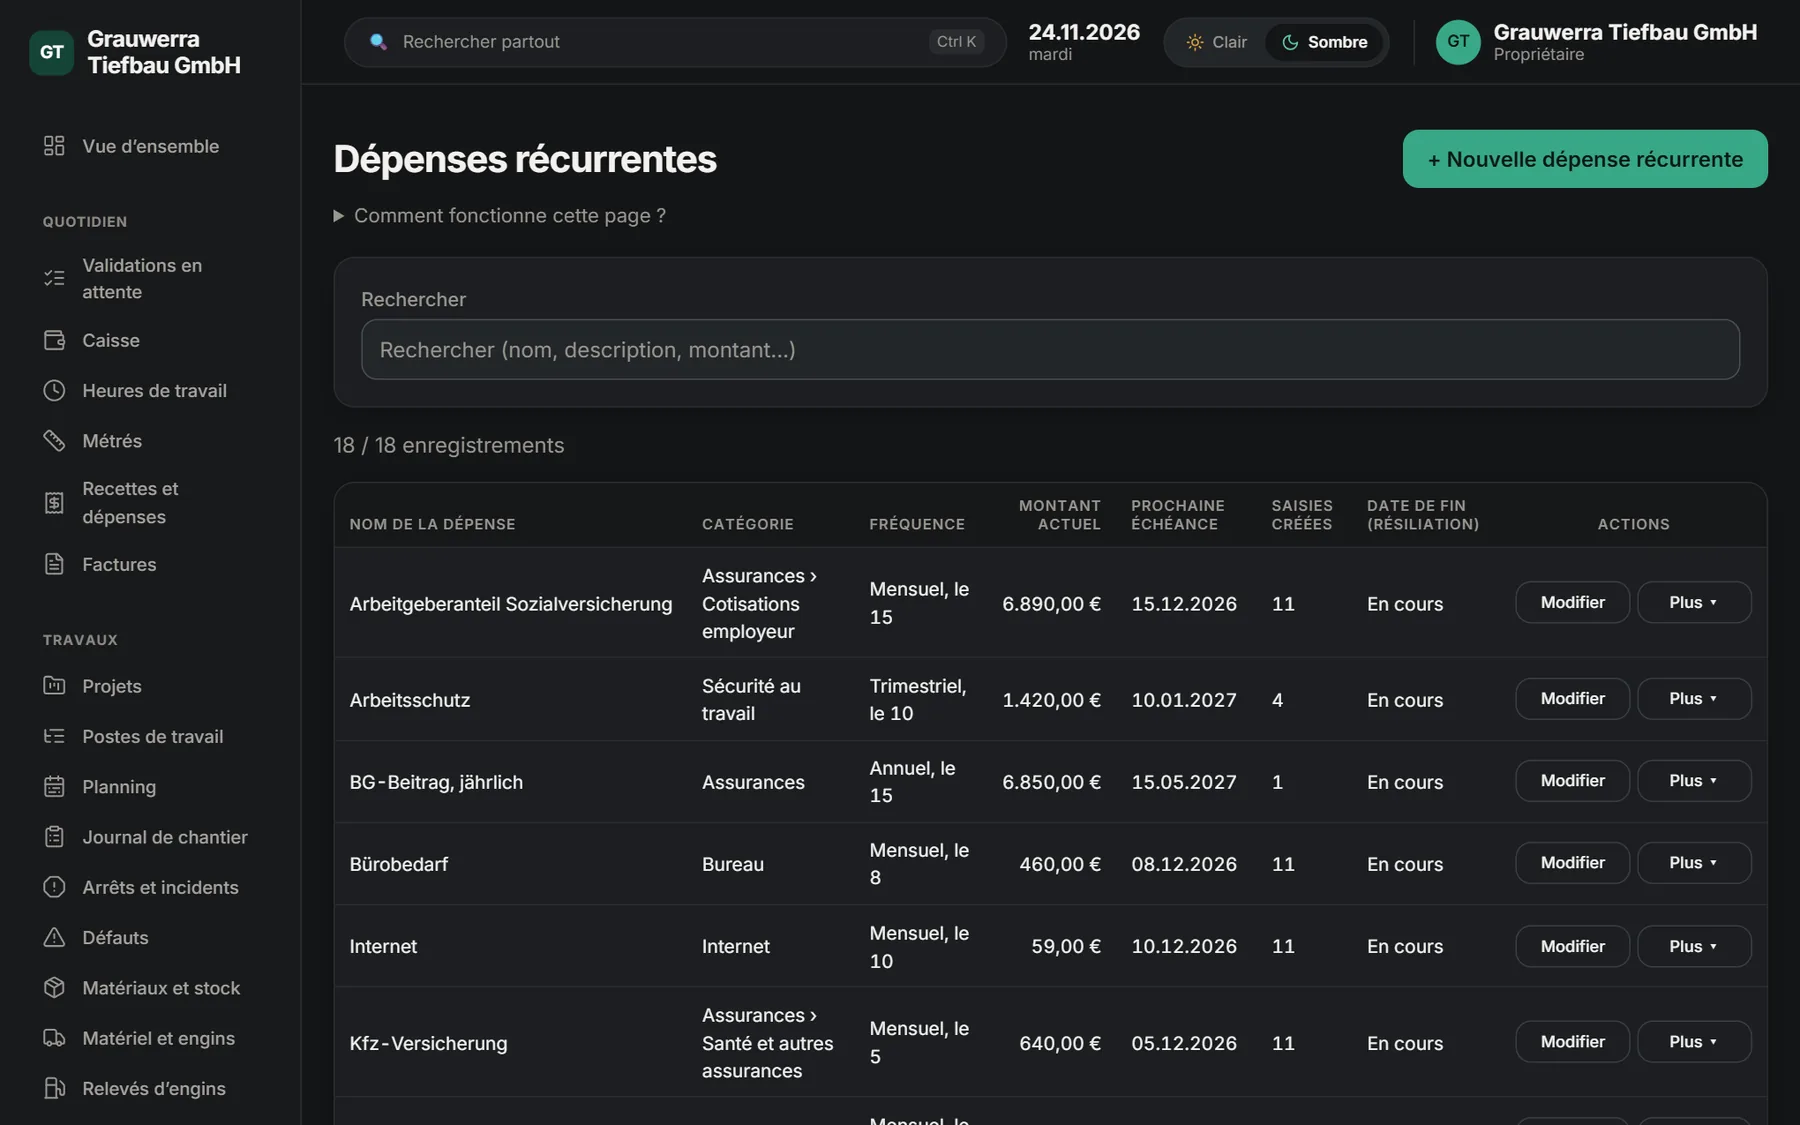 GT
Grauwerra
Tiefbau GmbH
Rechercher partout
Ctrl K
24.11.2026
mardi
Clair
Sombre
GT
Grauwerra Tiefbau GmbH
Propriétaire
Vue d’ensemble
QUOTIDIEN
Validations en
attente
Caisse
Heures de travail
Métrés
Recettes et
dépenses
Factures
TRAVAUX
Projets
Postes de travail
Planning
Journal de chantier
Arrêts et incidents
Défauts
Matériaux et stock
Matériel et engins
Relevés d’engins
Dépenses récurrentes
+ Nouvelle dépense récurrente
▶ Comment fonctionne cette page ?
Rechercher
Rechercher (nom, description, montant…)
18 / 18 enregistrements
NOM DE LA DÉPENSE
CATÉGORIE
FRÉQUENCE
MONTANT
ACTUEL
PROCHAINE
ÉCHÉANCE
SAISIES
CRÉÉES
DATE DE FIN
(RÉSILIATION)
ACTIONS
Arbeitgeberanteil Sozialversicherung
Assurances ›
Cotisations
employeur
Mensuel, le
15
6.890,00 €
15.12.2026
11
En cours
Modifier
Plus ▾
Arbeitsschutz
Sécurité au
travail
Trimestriel,
le 10
1.420,00 €
10.01.2027
4
En cours
Modifier
Plus ▾
BG-Beitrag, jährlich
Assurances
Annuel, le
15
6.850,00 €
15.05.2027
1
En cours
Modifier
Plus ▾
Bürobedarf
Bureau
Mensuel, le
8
460,00 €
08.12.2026
11
En cours
Modifier
Plus ▾
Internet
Internet
Mensuel, le
10
59,00 €
10.12.2026
11
En cours
Modifier
Plus ▾
Kfz-Versicherung
Assurances ›
Santé et autres
assurances
Mensuel, le
5
640,00 €
05.12.2026
11
En cours
Modifier
Plus ▾
Mensuel, le